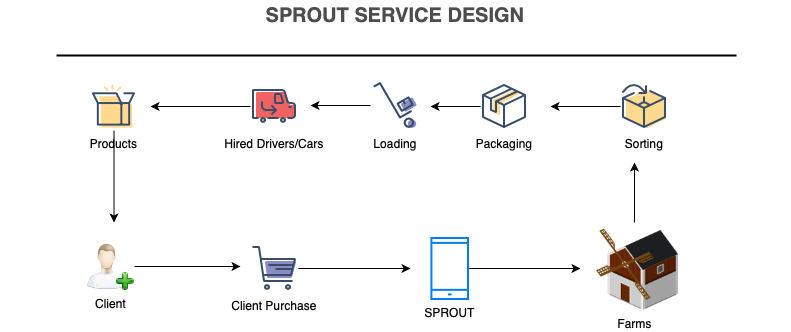 SPROUT SERVICE DESIGN
Products
Hired Drivers/Cars
Loading
Packaging
Sorting
Client
Client Purchase
SPROUT
Farms